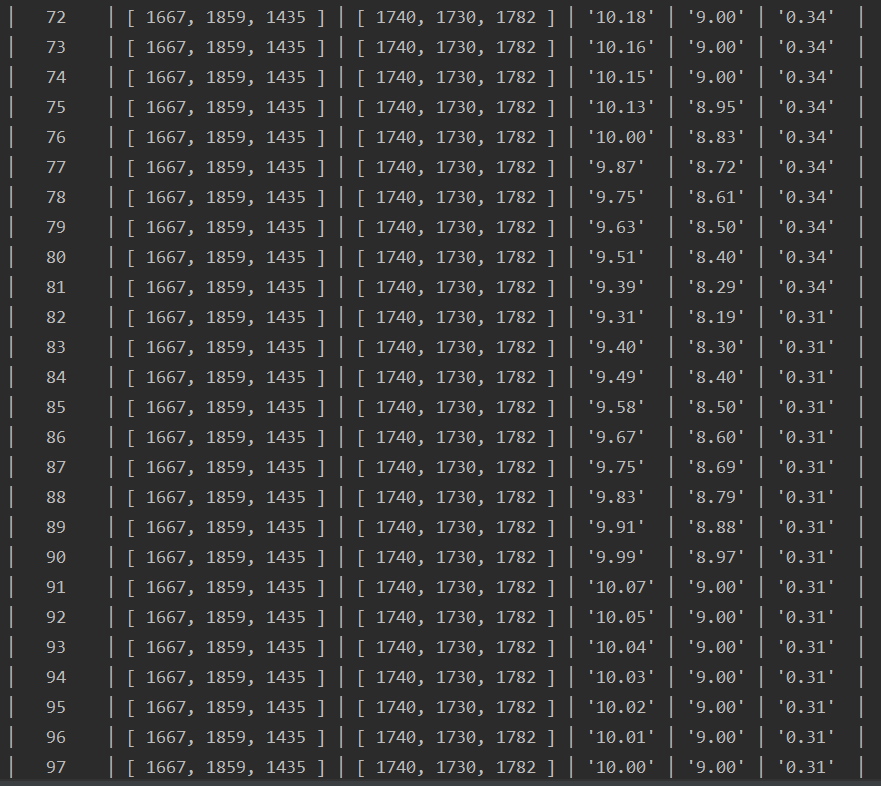 | 72 | [ 1667, 1859, 1435 ] | [ 1740, 1730, 1782 ] | '10.18' | '9.00' | '0.34' |
| 73 | [ 1667, 1859, 1435 ] | [ 1740, 1730, 1782 ] | '10.16' | '9.00' | '0.34' |
| 74 | [ 1667, 1859, 1435 ] | [ 1740, 1730, 1782 ] | '10.15' | '9.00' | '0.34' |
| 75 | [ 1667, 1859, 1435 ] | [ 1740, 1730, 1782 ] | '10.13' | '8.95' | '0.34' |
| 76 | [ 1667, 1859, 1435 ] | [ 1740, 1730, 1782 ] | '10.00' | '8.83' | '0.34' |
| 77 | [ 1667, 1859, 1435 ] | [ 1740, 1730, 1782 ] | '9.87' | '8.72' | '0.34' |
| 78 | [ 1667, 1859, 1435 ] | [ 1740, 1730, 1782 ] | '9.75' | '8.61' | '0.34' |
| 79 | [ 1667, 1859, 1435 ] | [ 1740, 1730, 1782 ] | '9.63' | '8.50' | '0.34' |
| 80 | [ 1667, 1859, 1435 ] | [ 1740, 1730, 1782 ] | '9.51' | '8.40' | '0.34' |
| 81 | [ 1667, 1859, 1435 ] | [ 1740, 1730, 1782 ] | '9.39' | '8.29' | '0.34' |
| 82 | [ 1667, 1859, 1435 ] | [ 1740, 1730, 1782 ] | '9.31' | '8.19' | '0.31' |
| 83 | [ 1667, 1859, 1435 ] | [ 1740, 1730, 1782 ] | '9.40' | '8.30' | '0.31' |
| 84 | [ 1667, 1859, 1435 ] | [ 1740, 1730, 1782 ] | '9.49' | '8.40' | '0.31' |
| 85 | [ 1667, 1859, 1435 ] | [ 1740, 1730, 1782 ] | '9.58' | '8.50' | '0.31' |
| 86 | [ 1667, 1859, 1435 ] | [ 1740, 1730, 1782 ] | '9.67' | '8.60' | '0.31' |
| 87 | [ 1667, 1859, 1435 ] | [ 1740, 1730, 1782 ] | '9.75' | '8.69' | '0.31' |
| 88 | [ 1667, 1859, 1435 ] | [ 1740, 1730, 1782 ] | '9.83' | '8.79' | '0.31' |
| 89 | [ 1667, 1859, 1435 ] | [ 1740, 1730, 1782 ] | '9.91' | '8.88' | '0.31' |
| 90 | [ 1667, 1859, 1435 ] | [ 1740, 1730, 1782 ] | '9.99' | '8.97' | '0.31' |
| 91 | [ 1667, 1859, 1435 ] | [ 1740, 1730, 1782 ] | '10.07' | '9.00' | '0.31' |
| 92 | [ 1667, 1859, 1435 ] | [ 1740, 1730, 1782 ] | '10.05' | '9.00' | '0.31' |
| 93 | [ 1667, 1859, 1435 ] | [ 1740, 1730, 1782 ] | '10.04' | '9.00' | '0.31' |
| 94 | [ 1667, 1859, 1435 ] | [ 1740, 1730, 1782 ] | '10.03' | '9.00' | '0.31' |
| 95 | [ 1667, 1859, 1435 ] | [ 1740, 1730, 1782 ] | '10.02' | '9.00' | '0.31' |
| 96 | [ 1667, 1859, 1435 ] | [ 1740, 1730, 1782 ] | '10.01' | '9.00' | '0.31' |
| 97 | [ 1667, 1859, 1435 ] | [ 1740, 1730, 1782 ] | '10.00' | '9.00' | '0.31' |